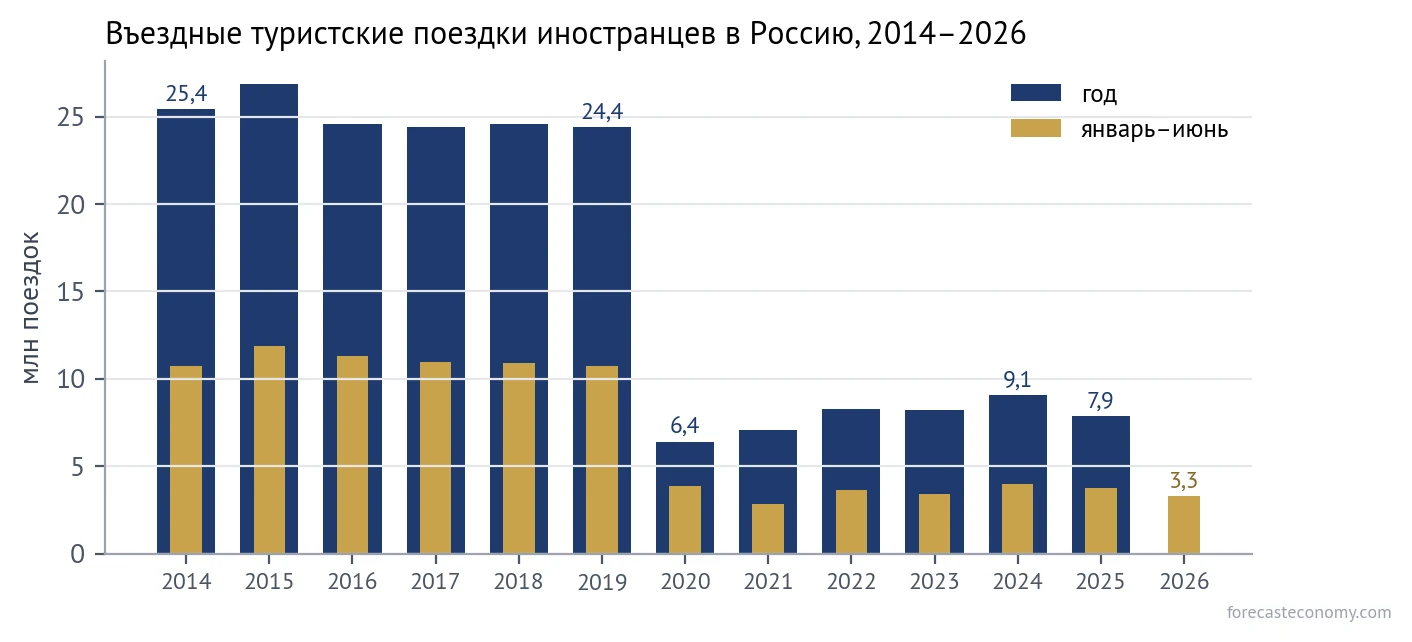 Въездные туристские поездки иностранцев в Россию, 2014–2026
год
январь–июнь
млн поездок
25
20
15
10
5
0
25,4
24,4
6,4
9,1
7,9
3,3
2014 2015 2016 2017 2018 2019 2020 2021 2022 2023 2024 2025 2026
forecasteconomy.com